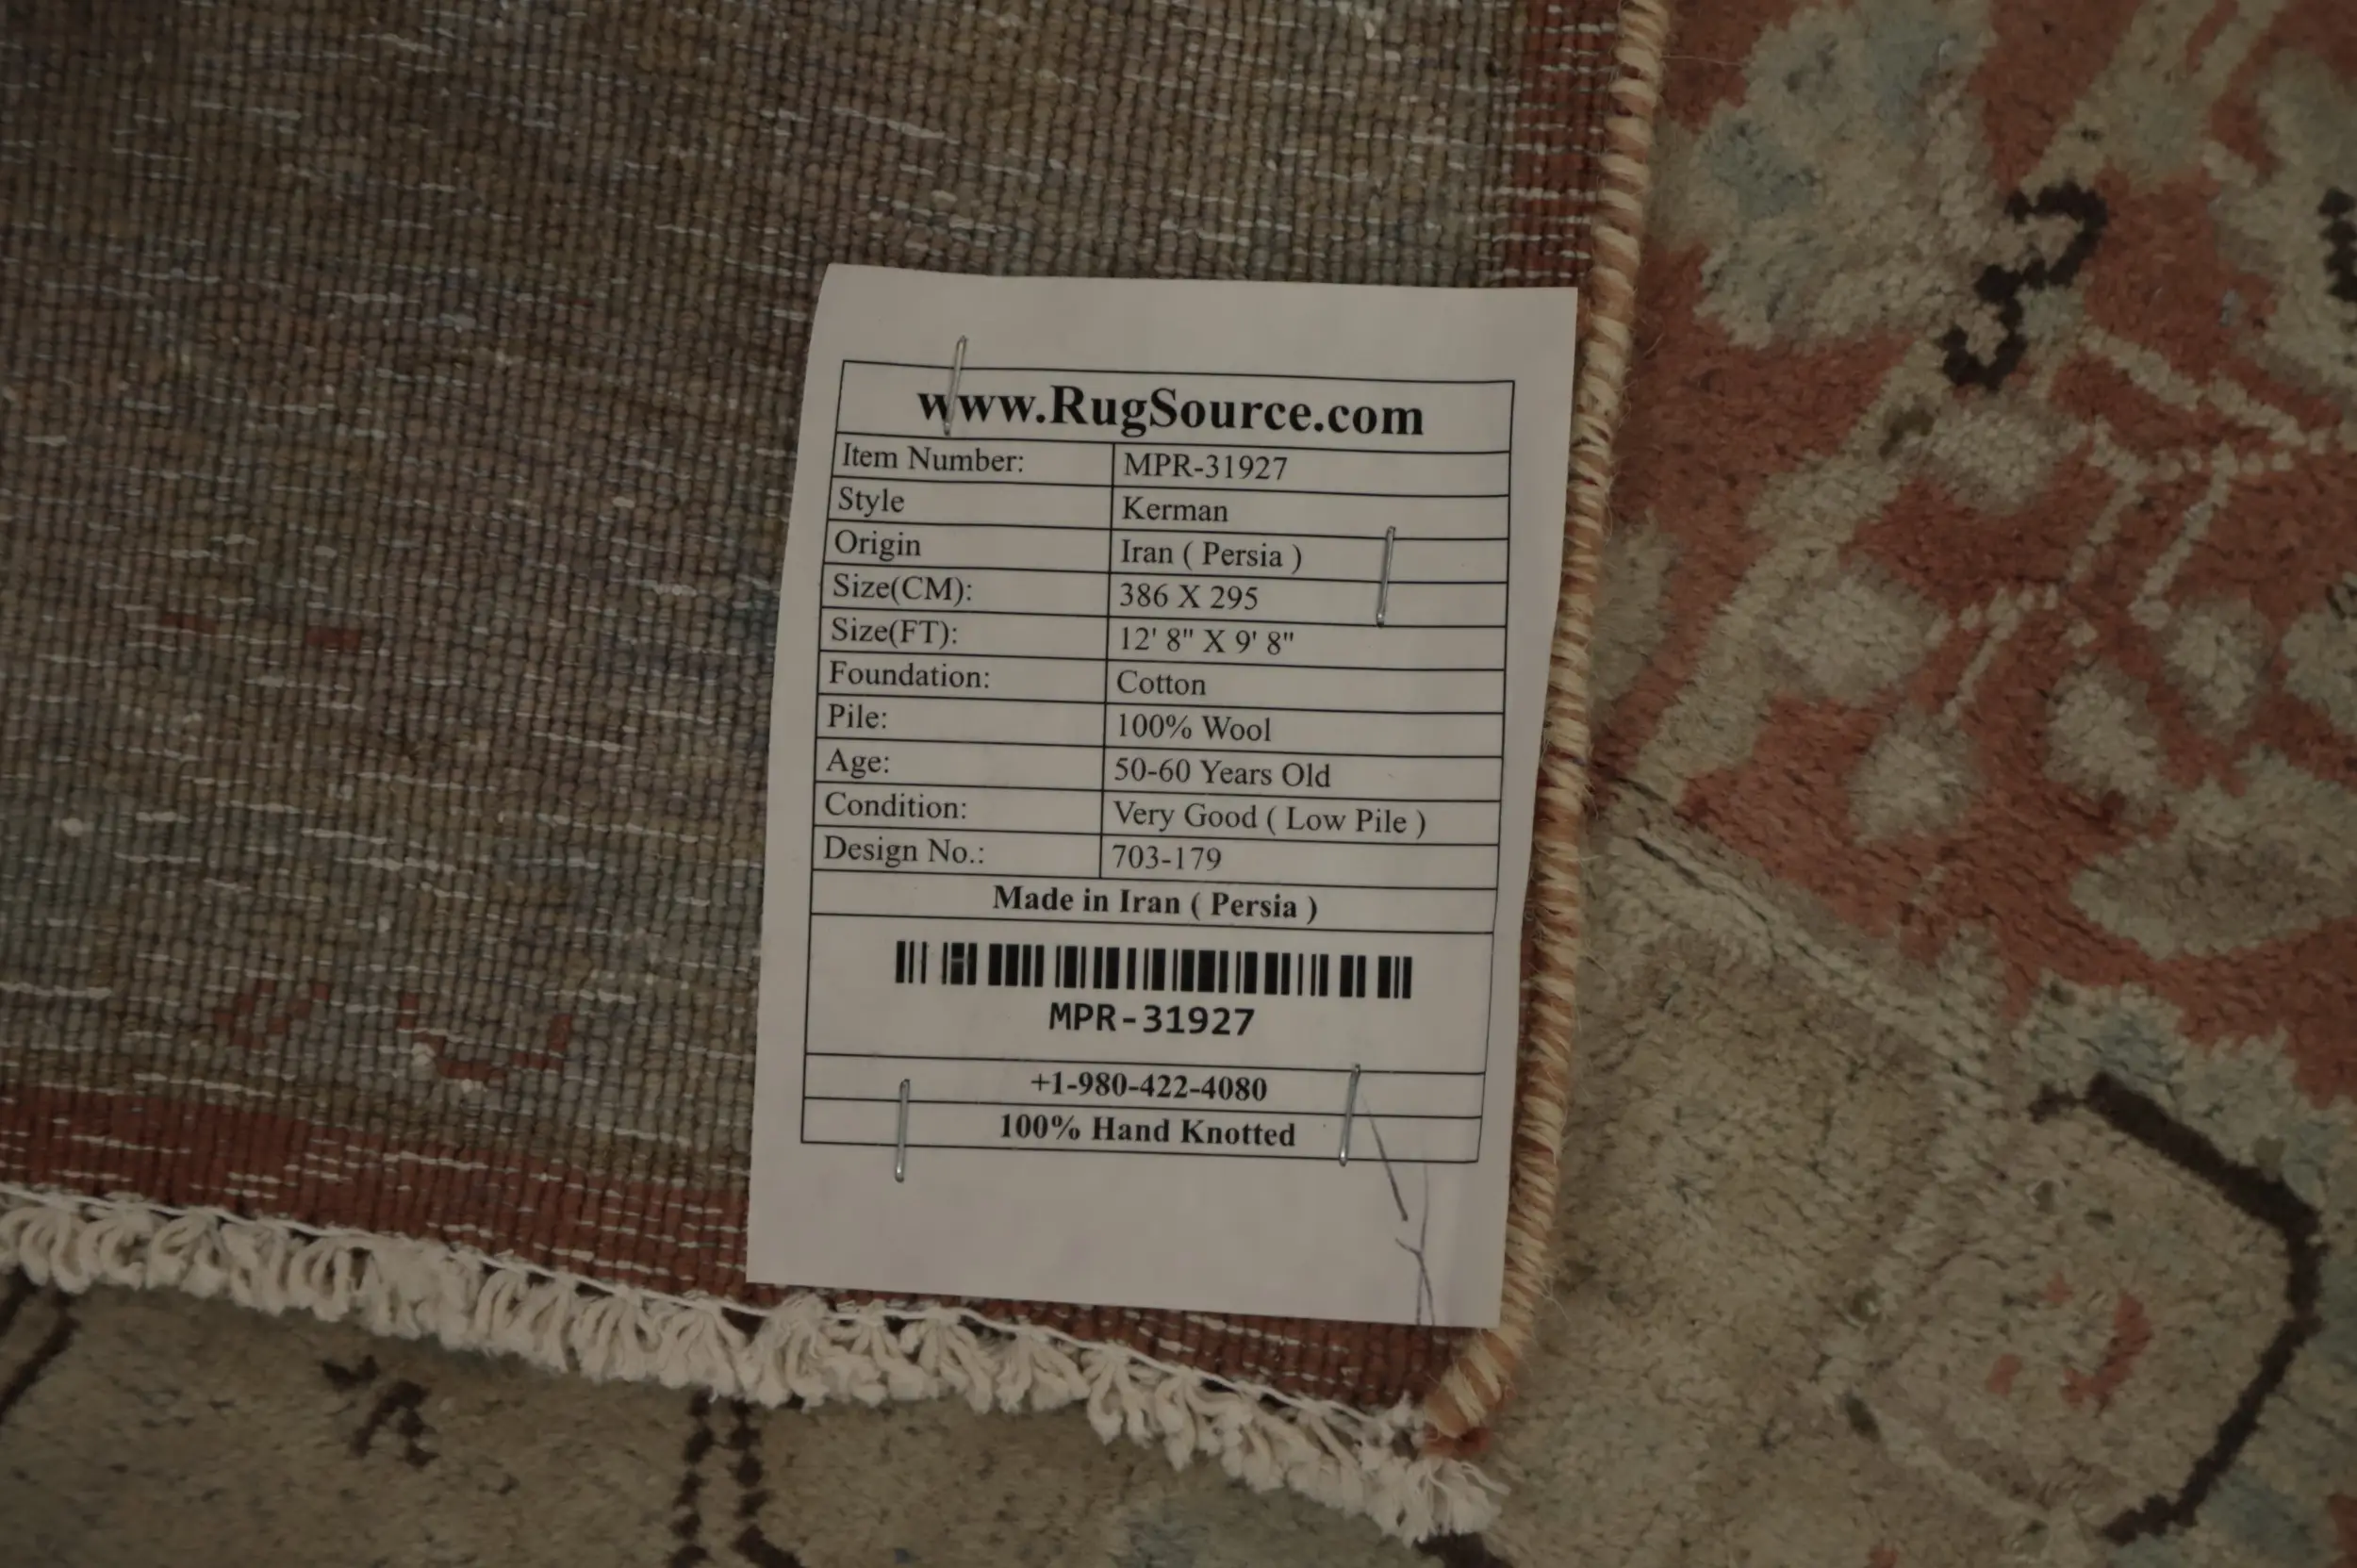 www.RugSource.com
Item Number: MPR-31927
Style Kerman
Origin Iran ( Persia )
Size(CM): 386 X 295
Size(FT): 12' 8" X 9' 8"
Foundation: Cotton
Pile: 100% Wool
Age: 50-60 Years Old
Condition: Very Good ( Low Pile )
Design No.: 703-179
Made in Iran ( Persia )
MPR-31927
+1-980-422-4080
100% Hand Knotted